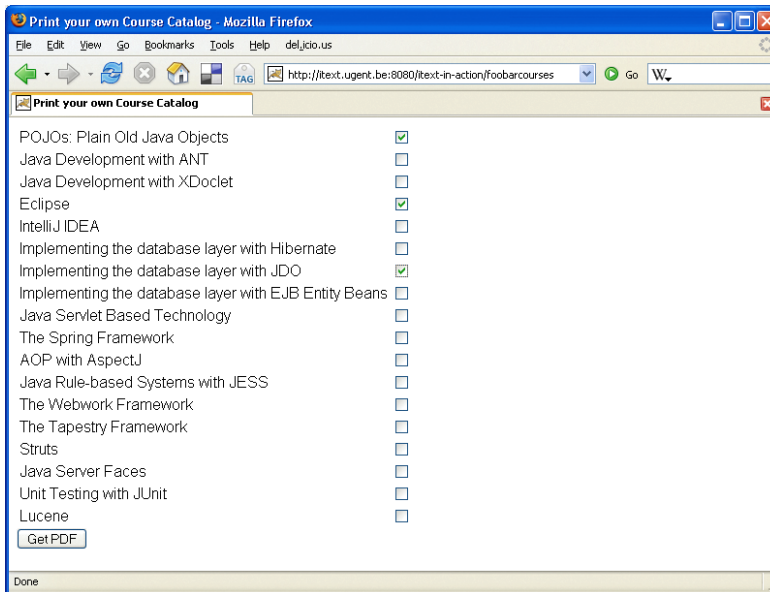 Print your own Course Catalog - Mozilla Firefox
File Edit View Go Bookmarks Tools Help del.icio.us
TAG http://itext.ugent.be:8080/itext-in-action/foobarcourses Go W.
Print your own Course Catalog
POJOs: Plain Old Java Objects
Java Development with ANT
Java Development with XDoclet
Eclipse
IntelliJ IDEA
Implementing the database layer with Hibernate
Implementing the database layer with JDO
Implementing the database layer with EJB Entity Beans
Java Servlet Based Technology
The Spring Framework
AOP with AspectJ
Java Rule-based Systems with JESS
The Webwork Framework
The Tapestry Framework
Struts
Java Server Faces
Unit Testing with JUnit
Lucene
Get PDF
Done